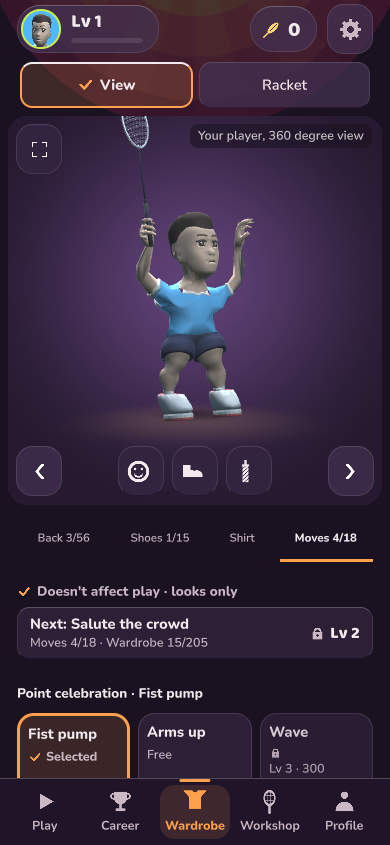 Lv 1
0
View
Racket
Your player, 360 degree view
Back 3/56
Shoes 1/15
Shirt
Moves 4/18
Doesn't affect play · looks only
Next: Salute the crowd
Moves 4/18 · Wardrobe 15/205
Lv 2
Point celebration · Fist pump
Fist pump
Selected
Arms up
Free
Wave
Lv 3 · 300
Play
Career
Wardrobe
Workshop
Profile